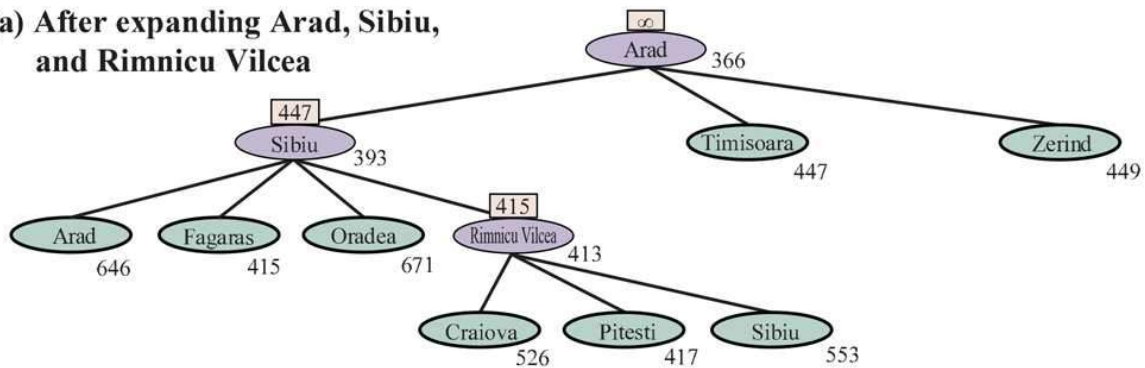 a) After expanding Arad, Sibiu,
and Rimnicu Vilcea
∞
Arad
366
447
Sibiu
393
Timisoara
447
Zerind
449
Arad
646
Fagaras
415
Oradea
671
415
Rimnicu Vilcea
413
Craiova
526
Pitesti
417
Sibiu
553